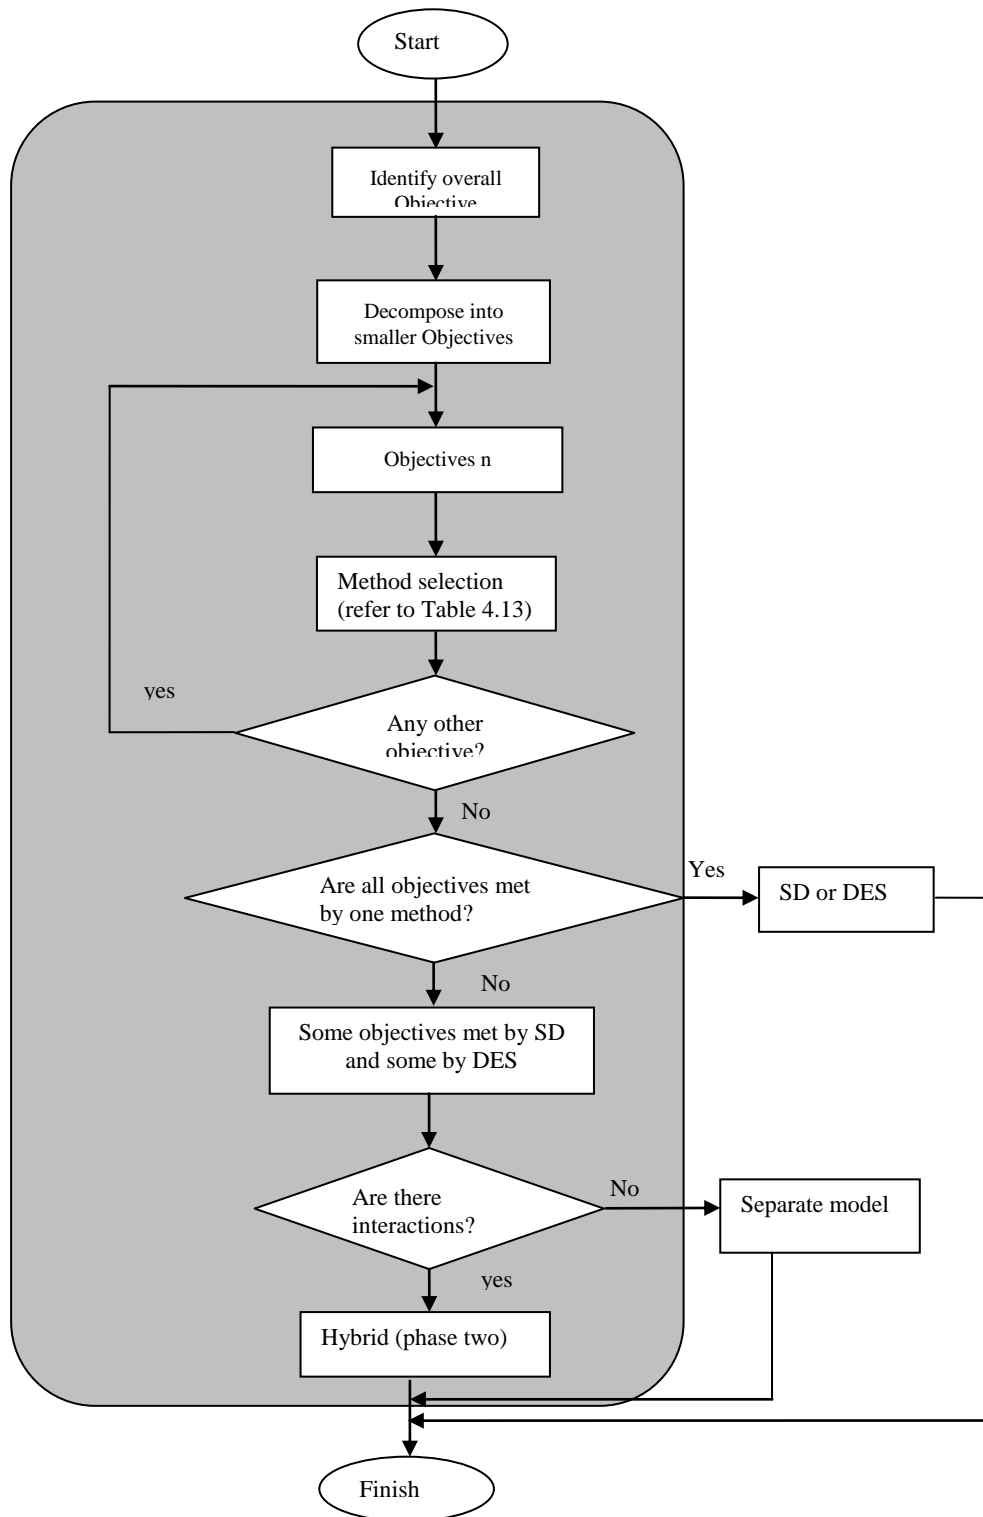 Start
Identify overall
Objective
Decompose into
smaller Objectives
Objectives n
Method selection
(refer to Table 4.13)
yes
Any other
objective?
No
Are all objectives met
by one method?
Yes
SD or DES
No
Some objectives met by SD
and some by DES
Are there
interactions?
No
Separate model
yes
Hybrid (phase two)
Finish